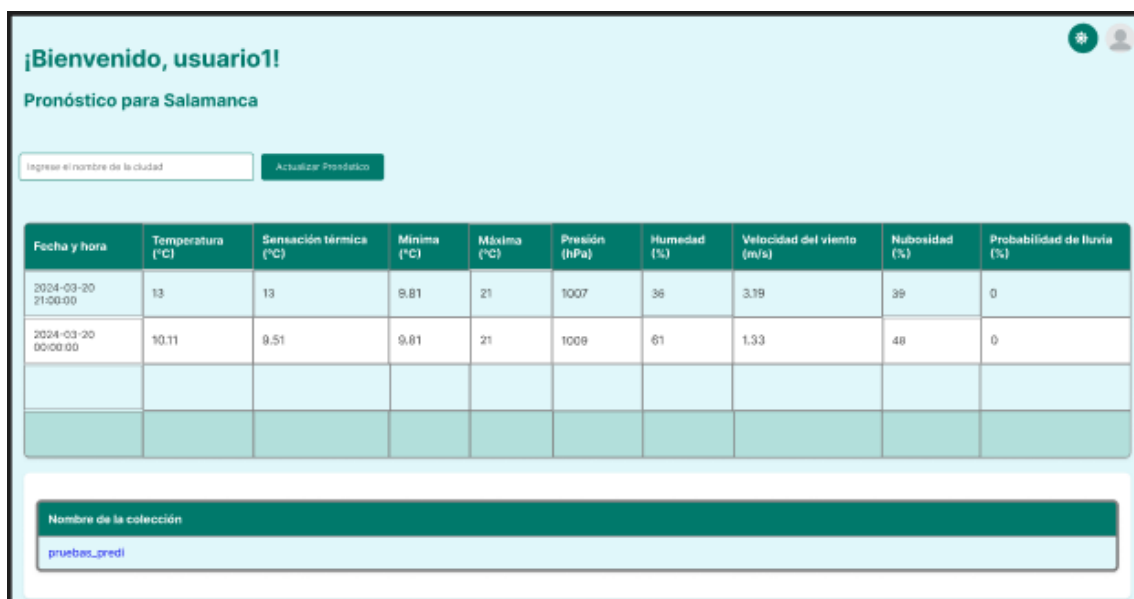 ¡Bienvenido, usuario1!
Pronóstico para Salamanca
Ingrese el nombre de la ciudad Actualizar Pronóstico
Fecha y hora Temperatura (°C) Sensación térmica (°C) Mínima (°C) Máxima (°C) Presión (hPa) Humedad (%) Velocidad del viento (m/s) Nubosidad (%) Probabilidad de lluvia (%)
2024-03-20 21:00:00 13 13 9.81 21 1007 36 3.19 39 0
2024-03-20 00:00:00 10.11 9.51 9.81 21 1009 61 1.33 48 0
Nombre de la colección
pruebas_predi